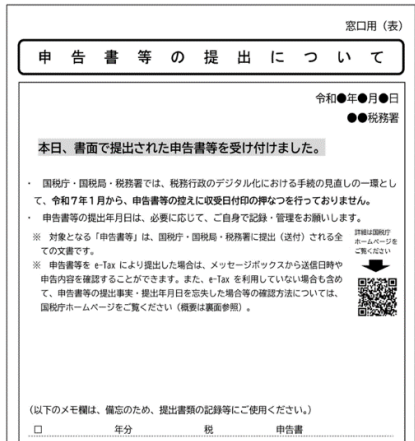 窓口用（表）
申告書等の提出について
令和●年●月●日
●●税務署
本日、書面で提出された申告書等を受け付けました。
・ 国税庁・国税局・税務署では、税務行政のデジタル化における手続の見直しの一環とし
て、令和７年１月から、申告書等の控えに収受日付印の押なつを行っておりません。
・ 申告書等の提出年月日は、必要に応じて、ご自身で記録・管理をお願いします。
※ 対象となる「申告書等」は、国税庁・国税局・税務署に提出（送付）される全
ての文書です。
※ 申告書等を e-Tax により提出した場合は、メッセージボックスから送信日時や
申告内容を確認することができます。また、e-Tax を利用していない場合も含め
て、申告書等の提出事実・提出年月日を忘失した場合等の確認方法については、
国税庁ホームページをご覧ください（概要は裏面参照）。
詳細は国税庁
ホームページを
ご覧ください
（以下のメモ欄は、備忘のため、提出書類の記録等にご使用ください。）
□ 年分 税 申告書